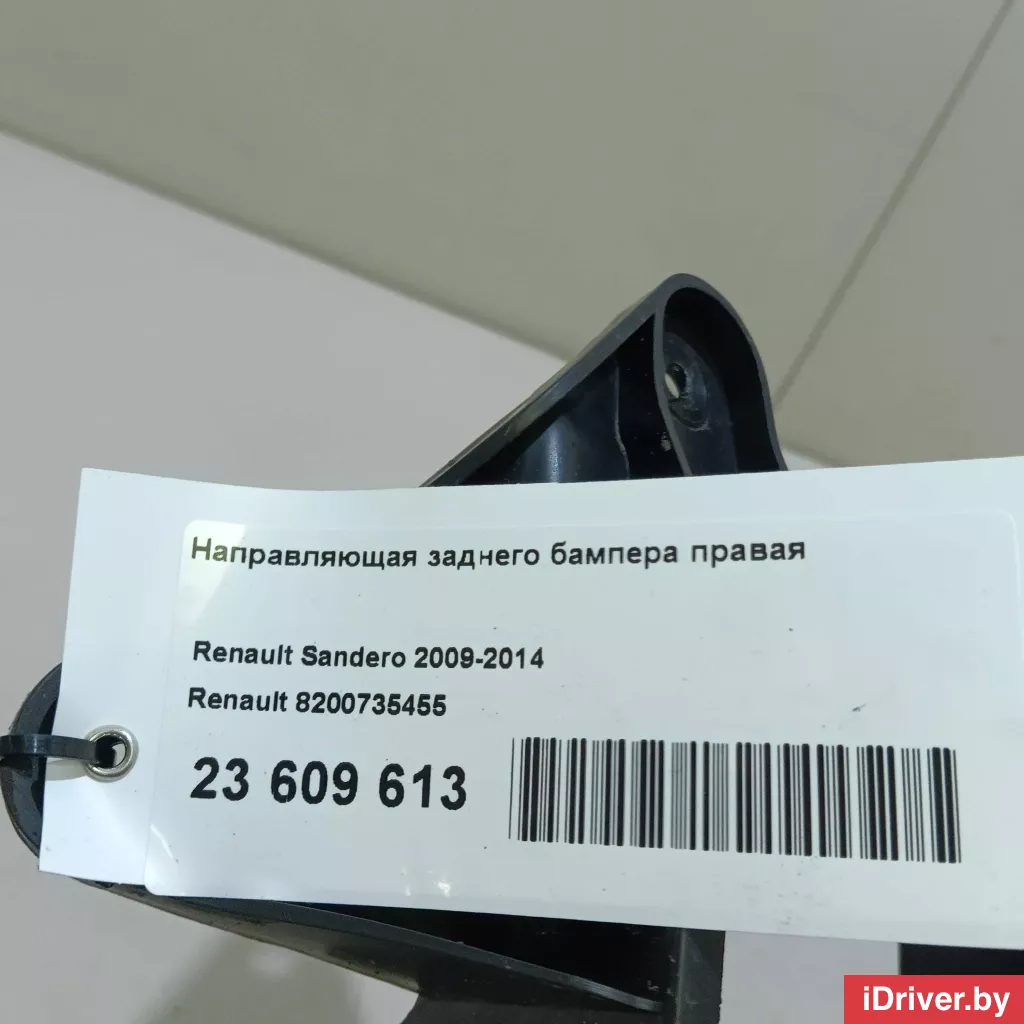 Направляющая заднего бампера правая
Renault Sandero 2009-2014
Renault 8200735455
23 609 613
iDriver.by